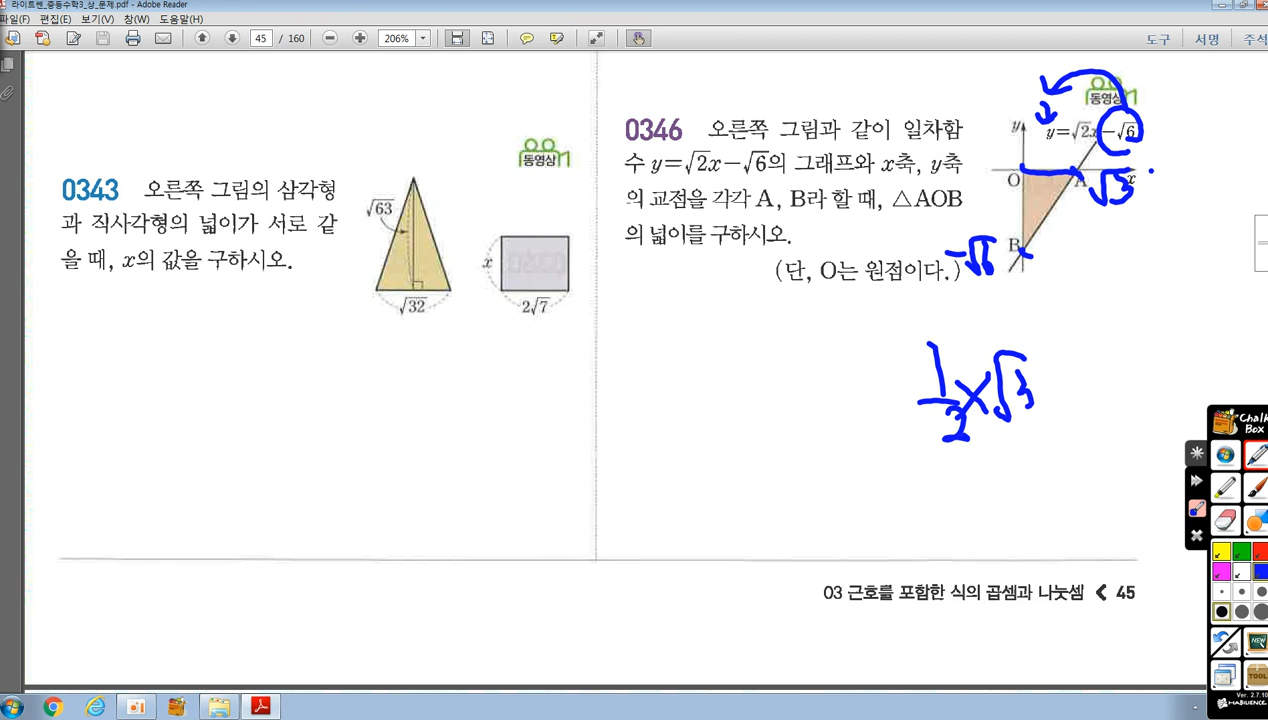 라이트쎈_중등수학3_상_문제.pdf - Adobe Reader
파일(F) 편집(E) 보기(V) 창(W) 도움말(H)
45 / 160 206% 도구 서명 주석
동영상
0343 오른쪽 그림의 삼각형
과 직사각형의 넓이가 서로 같
을 때, x의 값을 구하시오.
√63
√32
x
2√7
동영상
0346 오른쪽 그림과 같이 일차함
수 y=√2x-√6의 그래프와 x축, y축
의 교점을 각각 A, B라 할 때, △AOB
의 넓이를 구하시오.
(단, O는 원점이다.)
y
y=√2x-√6
O A x
√3
B
-√6
1/2×√3
03 근호를 포함한 식의 곱셈과 나눗셈 < 45
Chalk
Box
NEW
TOOL
Ver. 2.7.10
HABILIENCE